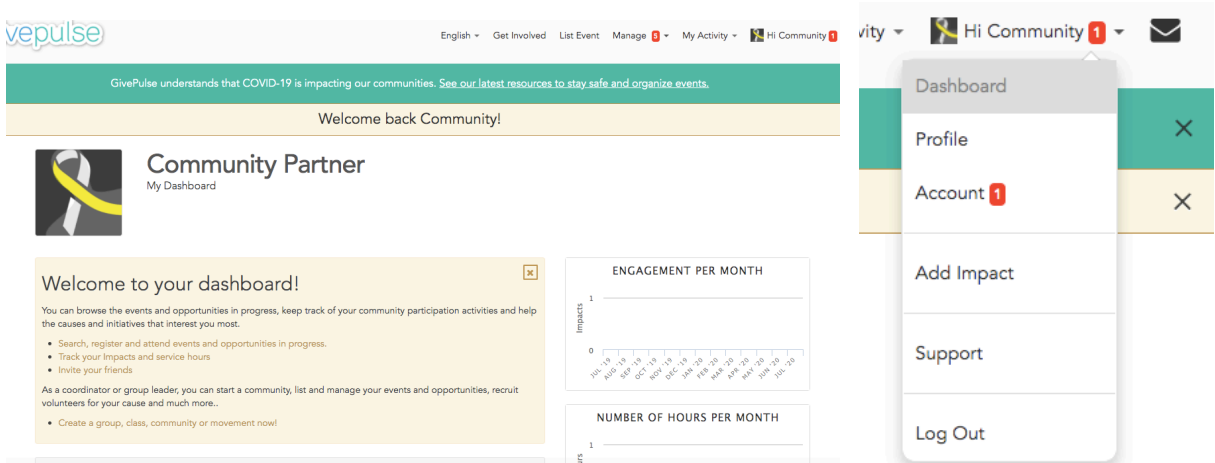 ivepulse
English
Get Involved
List Event
Manage 5
My Activity
Hi Community 1
GivePulse understands that COVID-19 is impacting our communities. See our latest resources to stay safe and organize events.
Welcome back Community!
Community Partner
My Dashboard
Welcome to your dashboard!
You can browse the events and opportunities in progress, keep track of your community participation activities and help
the causes and initiatives that interest you most.
• Search, register and attend events and opportunities in progress.
• Track your Impacts and service hours
• Invite your friends
As a coordinator or group leader, you can start a community, list and manage your events and opportunities, recruit
volunteers for your cause and much more..
• Create a group, class, community or movement now!
ENGAGEMENT PER MONTH
Impacts
1
0
JUL '19
AUG '19
SEP '19
OCT '19
NOV '19
DEC '19
JAN '20
FEB '20
MAR '20
APR '20
MAY '20
JUN '20
JUL '20
NUMBER OF HOURS PER MONTH
1
urs
vity
Hi Community 1
Dashboard
Profile
Account 1
Add Impact
Support
Log Out